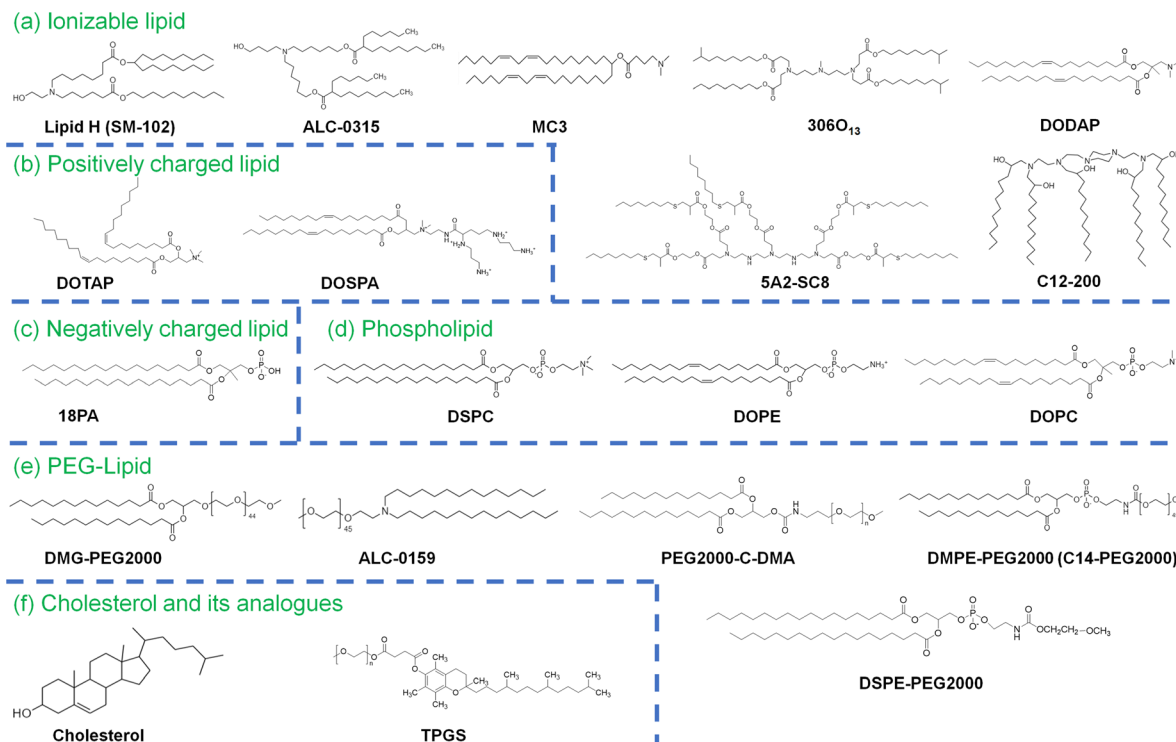 (a) Ionizable lipid
Lipid H (SM-102)
ALC-0315
MC3
306O₁₃
DODAP
(b) Positively charged lipid
DOTAP
DOSPA
5A2-SC8
C12-200
(c) Negatively charged lipid
18PA
(d) Phospholipid
DSPC
DOPE
DOPC
(e) PEG-Lipid
DMG-PEG2000
ALC-0159
PEG2000-C-DMA
DMPE-PEG2000 (C14-PEG2000)
DSPE-PEG2000
(f) Cholesterol and its analogues
Cholesterol
TPGS